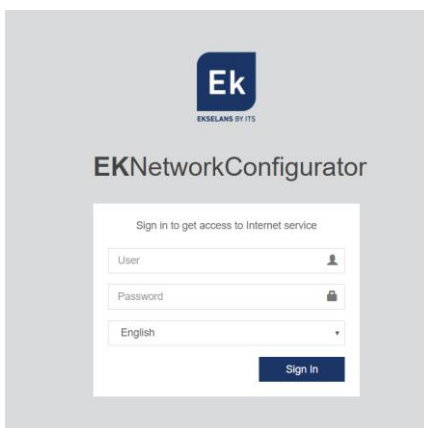 Ek
EKSELANS BY ITS
EKNetworkConfigurator
Sign in to get access to Internet service
User
Password
English
Sign In